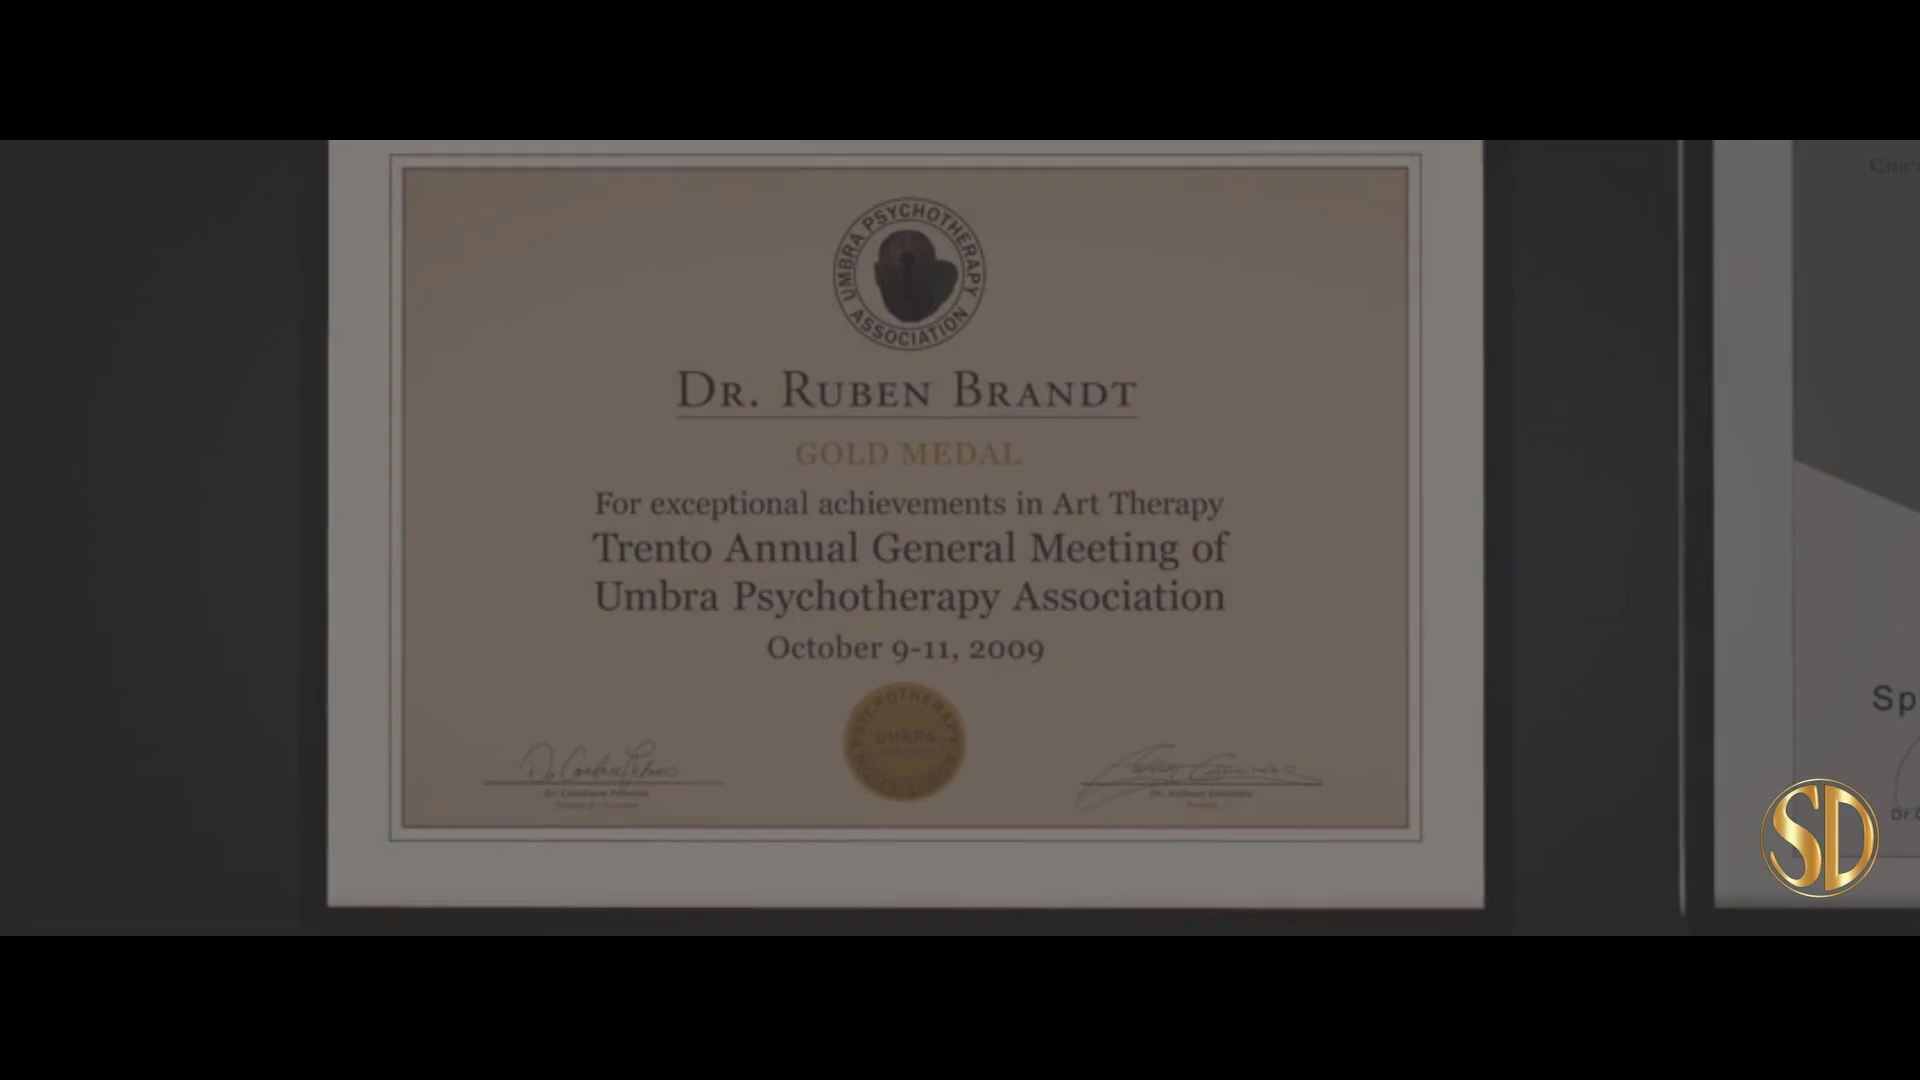 UMBRA PSYCHOTHERAPY
ASSOCIATION
DR. RUBEN BRANDT
GOLD MEDAL
For exceptional achievements in Art Therapy
Trento Annual General Meeting of
Umbra Psychotherapy Association
October 9-11, 2009
UMBRA
Sp
SD